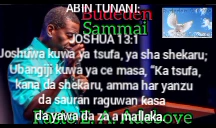 ABIN TUNANI:
Budeden
Sammai
JOSHUA 13:1
Joshuwa kuwa ya tsufa, ya sha shekaru;
Ubangiji kuwa ya ce masa, “Ka tsufa,
kana da shekaru, amma har yanzu
da sauran raguwan kasa
da yawa da za a mallaka.